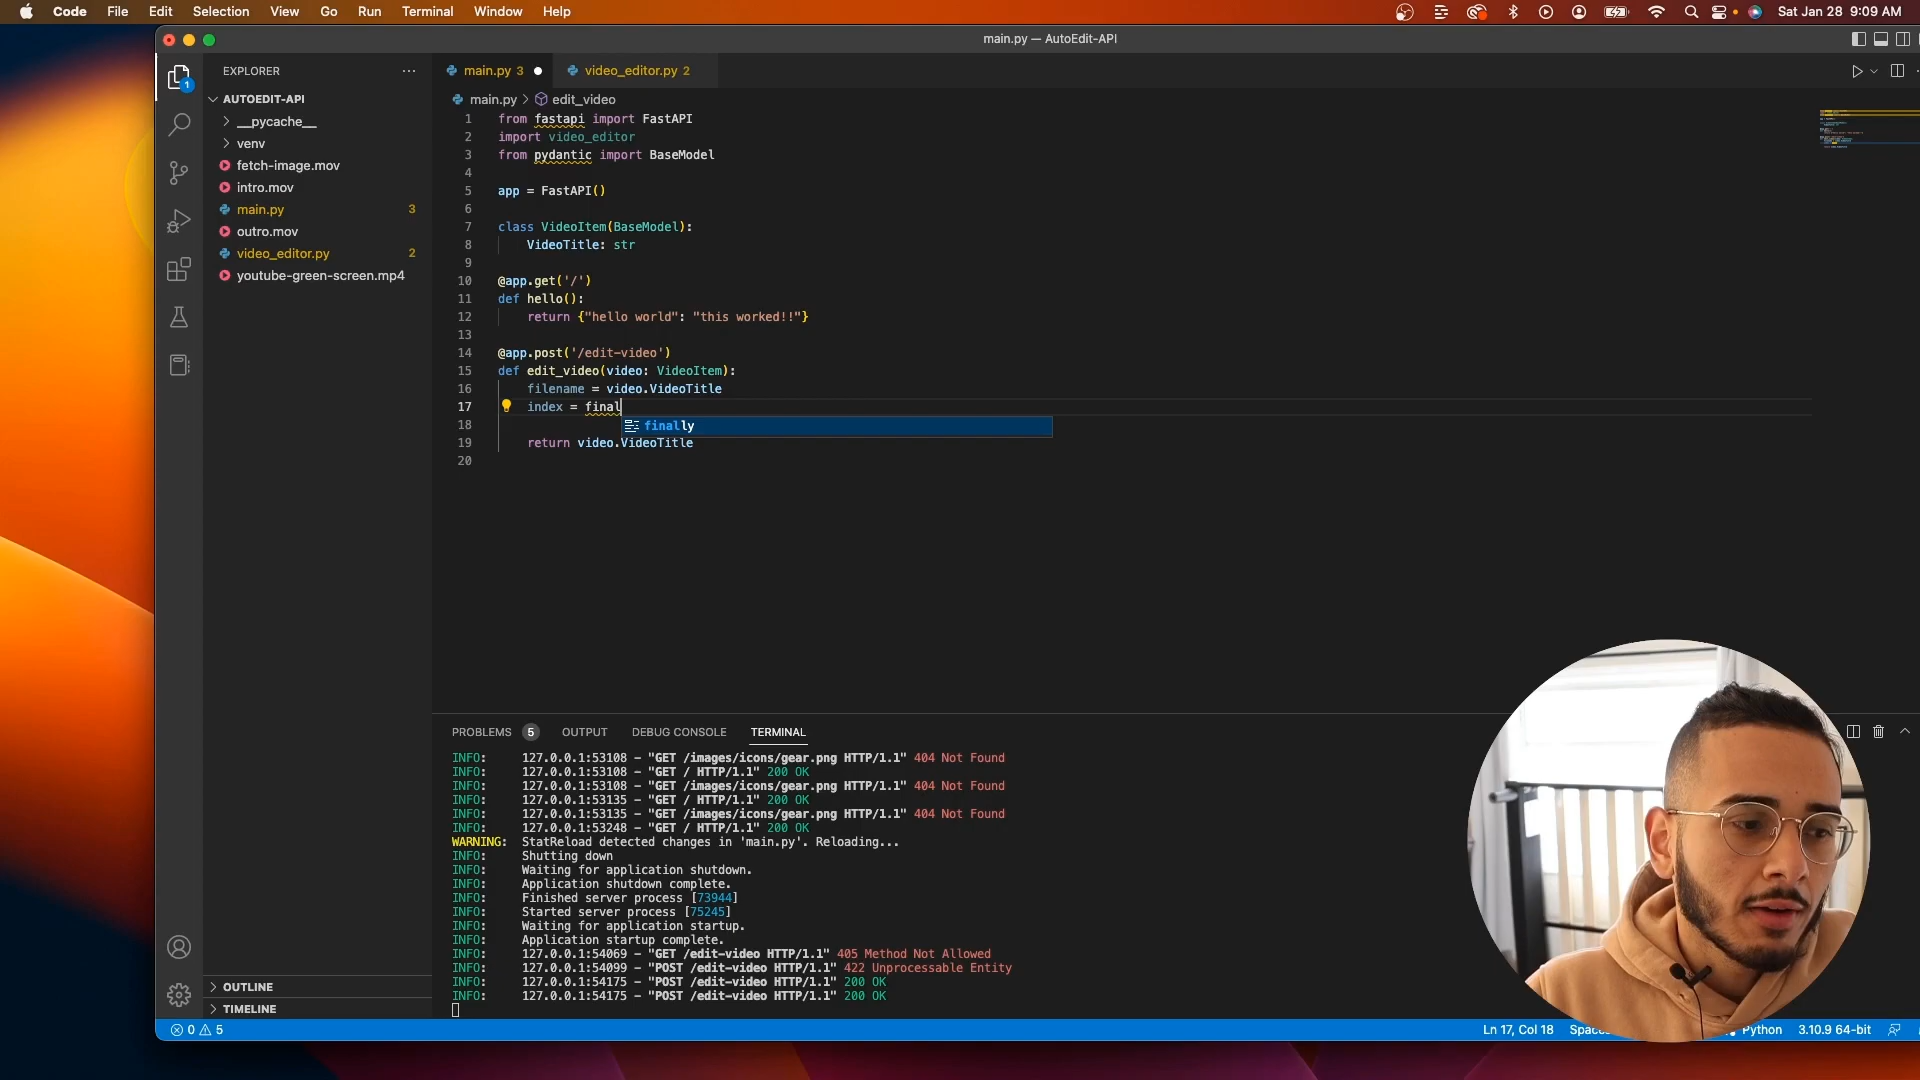 Code File Edit Selection View Go Run Terminal Window Help
Sat Jan 28 9:09 AM
main.py — AutoEdit-API
EXPLORER
main.py 3
video_editor.py 2
main.py > edit_video
AUTOEDIT-API
__pycache__
venv
fetch-image.mov
intro.mov
main.py 3
outro.mov
video_editor.py 2
youtube-green-screen.mp4
1
1 from fastapi import FastAPI
2 import video_editor
3 from pydantic import BaseModel
4
5 app = FastAPI()
6
7 class VideoItem(BaseModel):
8 VideoTitle: str
9
10 @app.get('/')
11 def hello():
12 return {"hello world": "this worked!!"}
13
14 @app.post('/edit-video')
15 def edit_video(video: VideoItem):
16 filename = video.VideoTitle
17 index = final
18
finally
19 return video.VideoTitle
20
PROBLEMS 5 OUTPUT DEBUG CONSOLE TERMINAL
INFO: 127.0.0.1:53108 – "GET /images/icons/gear.png HTTP/1.1" 404 Not Found
INFO: 127.0.0.1:53108 – "GET / HTTP/1.1" 200 OK
INFO: 127.0.0.1:53108 – "GET /images/icons/gear.png HTTP/1.1" 404 Not Found
INFO: 127.0.0.1:53135 – "GET / HTTP/1.1" 200 OK
INFO: 127.0.0.1:53135 – "GET /images/icons/gear.png HTTP/1.1" 404 Not Found
INFO: 127.0.0.1:53248 – "GET / HTTP/1.1" 200 OK
WARNING: StatReload detected changes in 'main.py'. Reloading...
INFO: Shutting down
INFO: Waiting for application shutdown.
INFO: Application shutdown complete.
INFO: Finished server process [73944]
INFO: Started server process [75245]
INFO: Waiting for application startup.
INFO: Application startup complete.
INFO: 127.0.0.1:54069 – "GET /edit-video HTTP/1.1" 405 Method Not Allowed
INFO: 127.0.0.1:54099 – "POST /edit-video HTTP/1.1" 422 Unprocessable Entity
INFO: 127.0.0.1:54175 – "POST /edit-video HTTP/1.1" 200 OK
INFO: 127.0.0.1:54175 – "POST /edit-video HTTP/1.1" 200 OK
OUTLINE
TIMELINE
0 5
Ln 17, Col 18
Python 3.10.9 64-bit